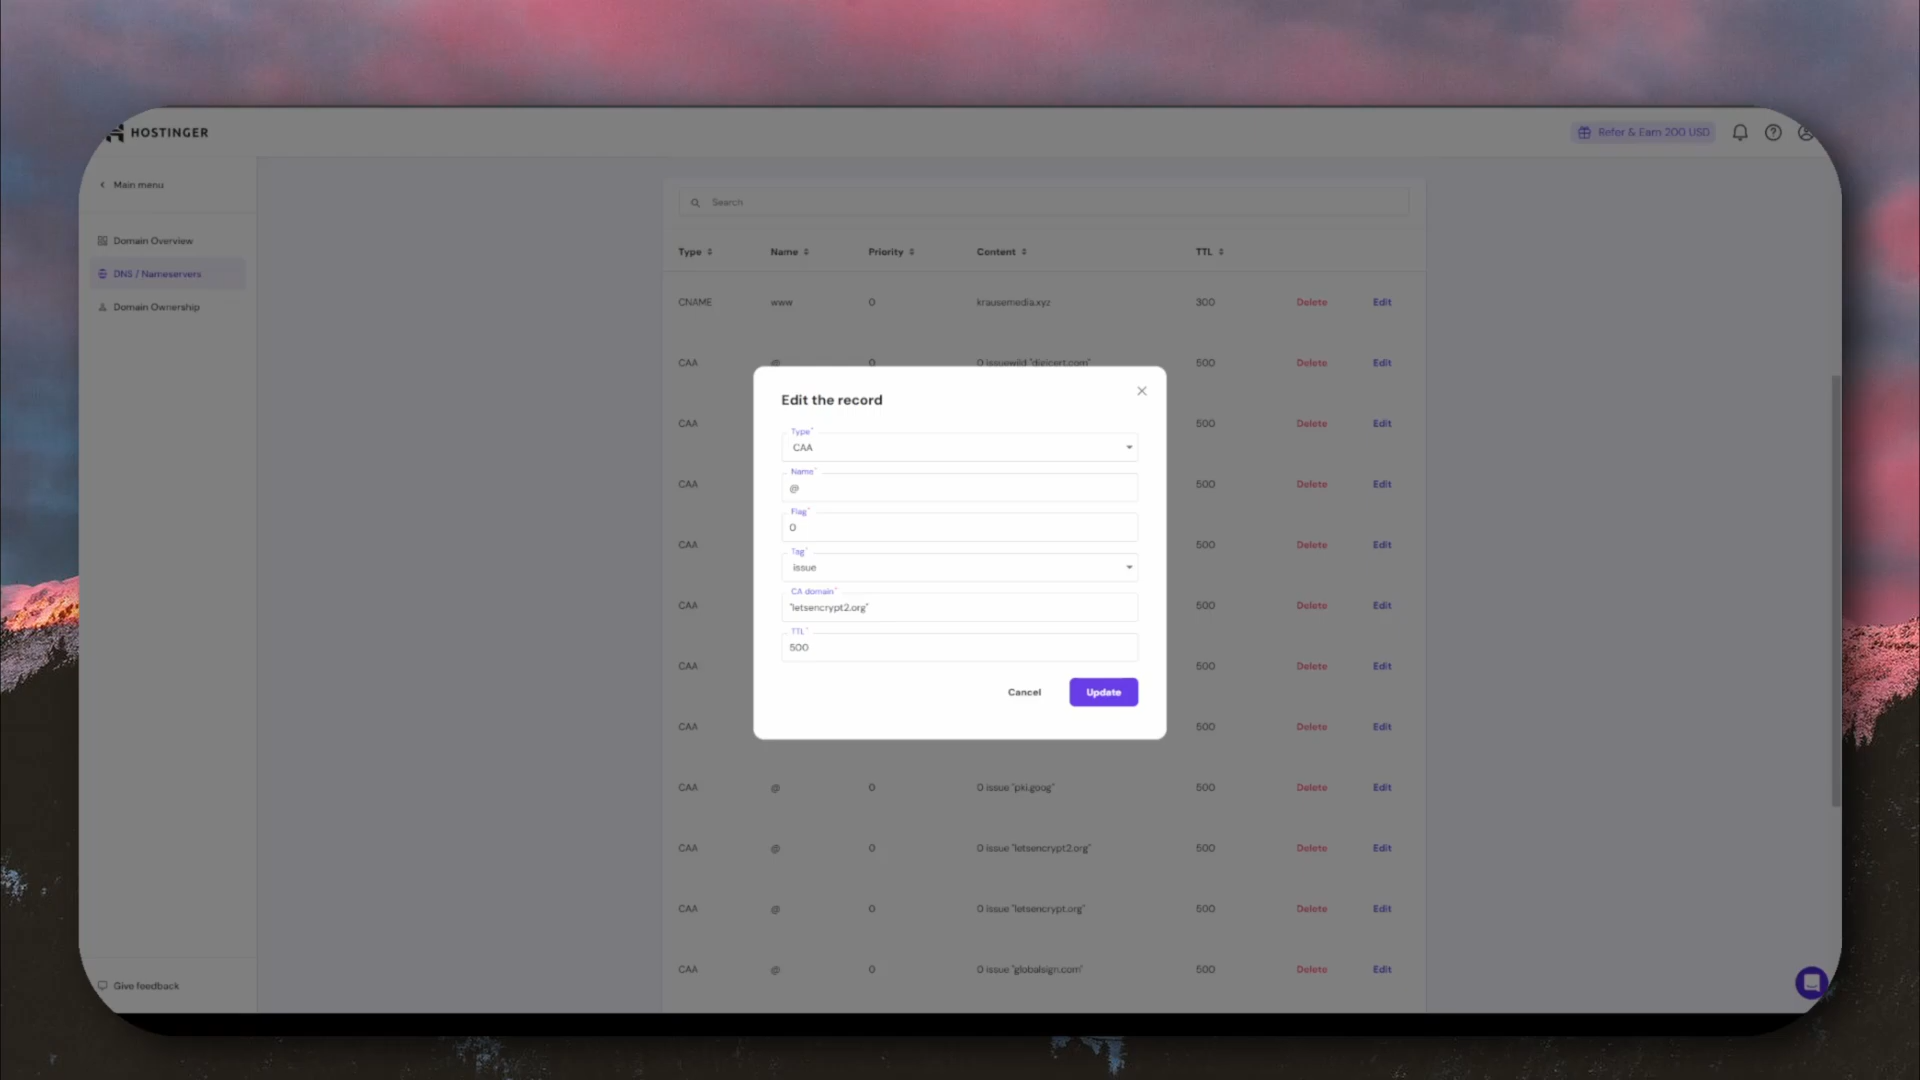 HOSTINGER
Refer & Earn 200 USD
Main menu
Domain Overview
DNS / Nameservers
Domain Ownership
Give feedback
Search
Type Name Priority Content TTL
CNAME www 0 krausemedia.xyz 300 Delete Edit
CAA @ 0 0 issuewild "digicert.com" 500 Delete Edit
CAA 500 Delete Edit
CAA 500 Delete Edit
CAA 500 Delete Edit
CAA 500 Delete Edit
CAA 500 Delete Edit
CAA 500 Delete Edit
CAA @ 0 0 issue "pki.goog" 500 Delete Edit
CAA @ 0 0 issue "letsencrypt2.org" 500 Delete Edit
CAA @ 0 0 issue "letsencrypt.org" 500 Delete Edit
CAA @ 0 0 issue "globalsign.com" 500 Delete Edit
Edit the record
Type*
CAA
Name*
@
Flag*
0
Tag*
issue
CA domain*
"letsencrypt2.org"
TTL*
500
Cancel Update